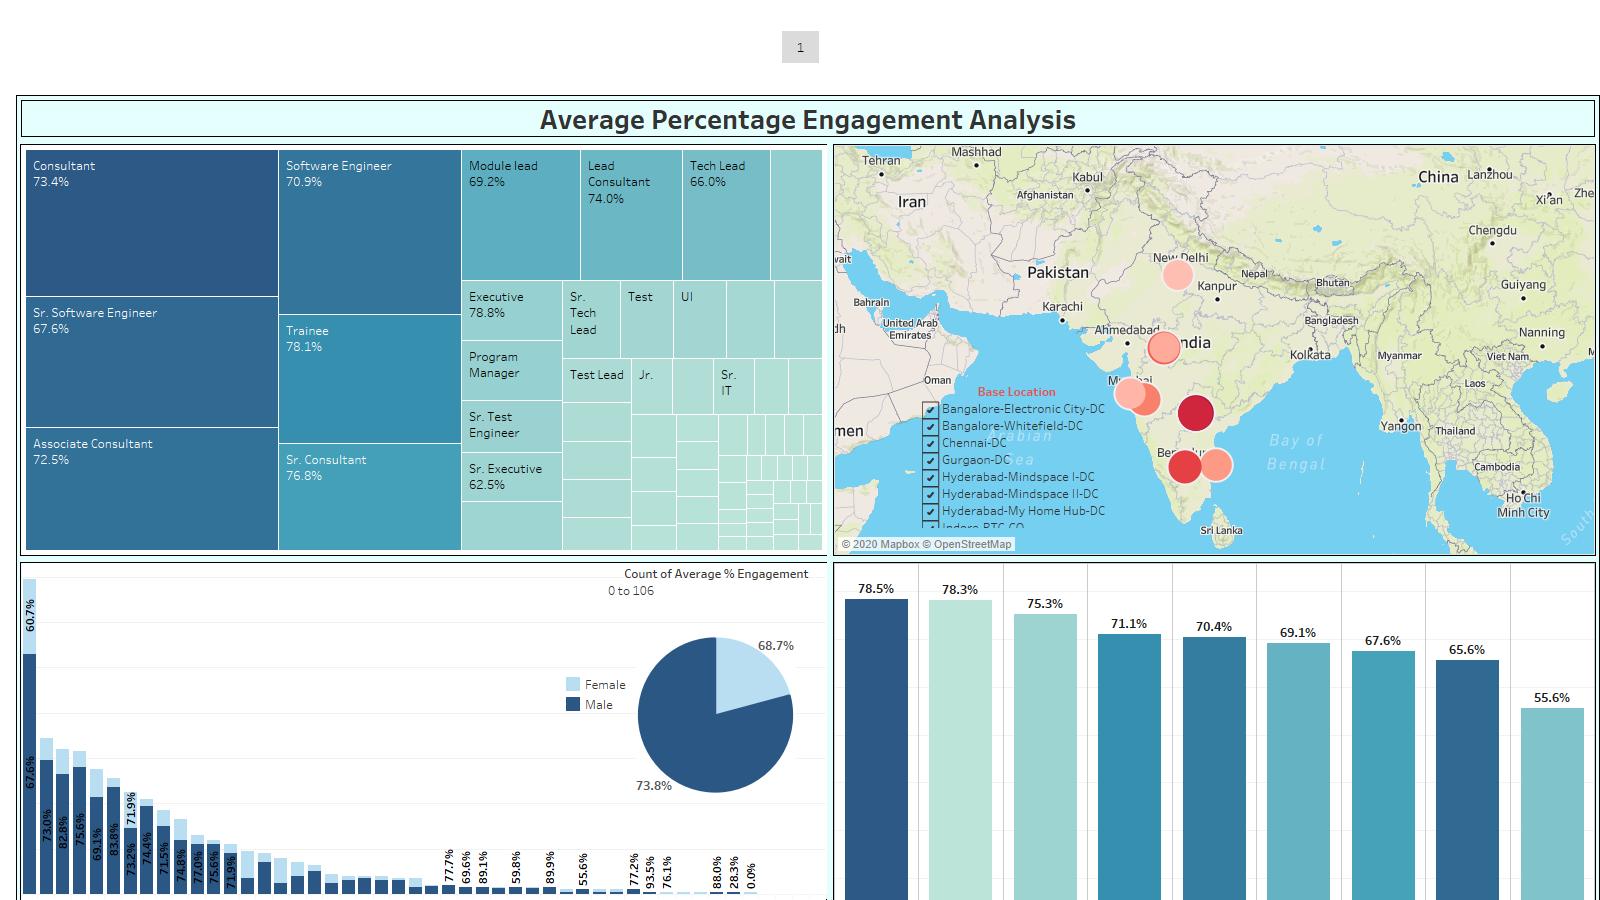 1
Average Percentage Engagement Analysis
Consultant
73.4%
Sr. Software Engineer
67.6%
Associate Consultant
72.5%
Software Engineer
70.9%
Trainee
78.1%
Sr. Consultant
76.8%
Module lead
69.2%
Lead
Consultant
74.0%
Tech Lead
66.0%
Executive
78.8%
Program
Manager
Sr. Test
Engineer
Sr. Executive
62.5%
Sr.
Tech
Lead
Test
UI
Test Lead
Jr.
Sr.
IT
Tehran
Mashhad
Kabul
Afghanistan
Iran
China
Lanzhou
Xi'an
Zhe
Chengdu
wait
Pakistan
New Delhi
Nepal
Kanpur
Bhutan
Guiyang
Bahrain
Karachi
United Arab
Emirates
dh
Ahmedabad
ndia
Bangladesh
Kolkata
Myanmar
Nanning
Viet Nam
Laos
Oman
Base Location
Bangalore-Electronic City-DC
Bangalore-Whitefield-DC
Chennai-DC
Gurgaon-DC
Hyderabad-Mindspace I-DC
Hyderabad-Mindspace II-DC
Hyderabad-My Home Hub-DC
Arabian
Sea
men
Yangon
Thailand
Bay of
Bengal
Cambodia
Ho Chi
Minh City
Sri Lanka
South
© 2020 Mapbox © OpenStreetMap
Count of Average % Engagement
0 to 106
Female
Male
68.7%
73.8%
60.7%
67.6%
73.0%
82.8%
75.6%
69.1%
83.8%
71.9%
73.2%
74.4%
71.5%
74.8%
77.0%
75.6%
71.9%
77.7%
69.6%
89.1%
59.8%
89.9%
55.6%
77.2%
93.5%
76.1%
88.0%
28.3%
0.0%
78.5%
78.3%
75.3%
71.1%
70.4%
69.1%
67.6%
65.6%
55.6%